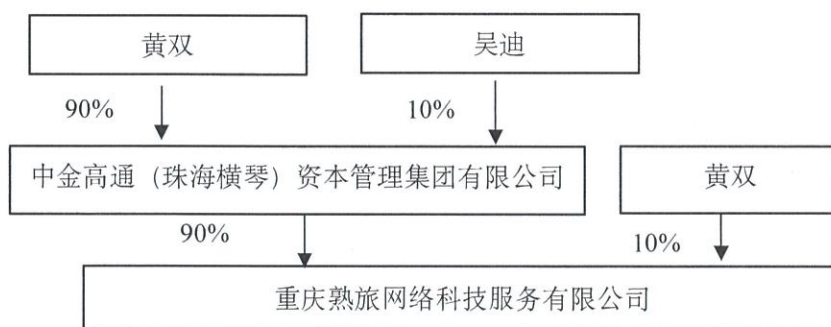 黄双
吴迪
90%
10%
中金高通（珠海横琴）资本管理集团有限公司
黄双
90%
10%
重庆熟旅网络科技服务有限公司